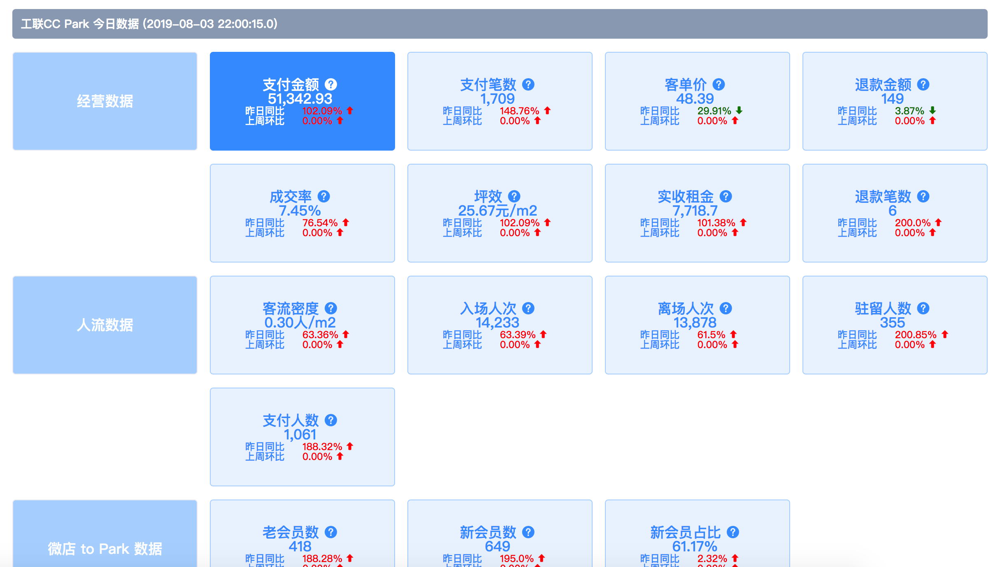 工联CC Park 今日数据 (2019-08-03 22:00:15.0)
经营数据
支付金额
51,342.93
昨日同比 102.09%
上周环比 0.00%
支付笔数
1,709
昨日同比 148.76%
上周环比 0.00%
客单价
48.39
昨日同比 29.91%
上周环比 0.00%
退款金额
149
昨日同比 3.87%
上周环比 0.00%
成交率
7.45%
昨日同比 76.54%
上周环比 0.00%
坪效
25.67元/m2
昨日同比 102.09%
上周环比 0.00%
实收租金
7,718.7
昨日同比 101.38%
上周环比 0.00%
退款笔数
6
昨日同比 200.0%
上周环比 0.00%
人流数据
客流密度
0.30人/m2
昨日同比 63.36%
上周环比 0.00%
入场人次
14,233
昨日同比 63.39%
上周环比 0.00%
离场人次
13,878
昨日同比 61.5%
上周环比 0.00%
驻留人数
355
昨日同比 200.85%
上周环比 0.00%
支付人数
1,061
昨日同比 188.32%
上周环比 0.00%
微店 to Park 数据
老会员数
418
昨日同比 188.28%
新会员数
649
昨日同比 195.0%
新会员占比
61.17%
昨日同比 2.32%